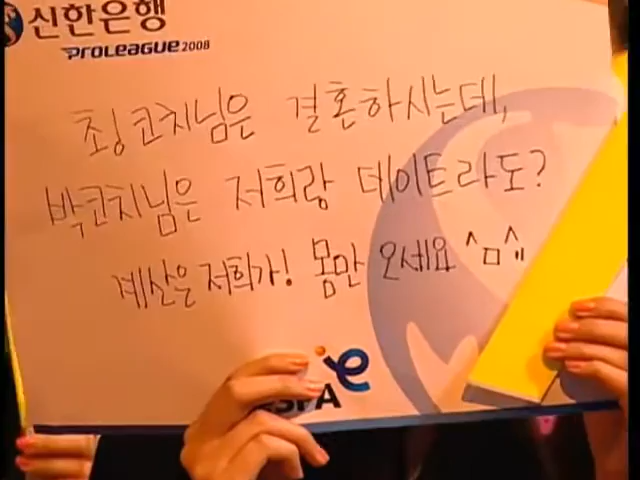 신한은행
PROLEAGUE 2008
최코치님은 결혼하시는데,
박코치님은 저희랑 데이트라도?
계산은 저희가! 몸만 오세요 ^ㅁ^"